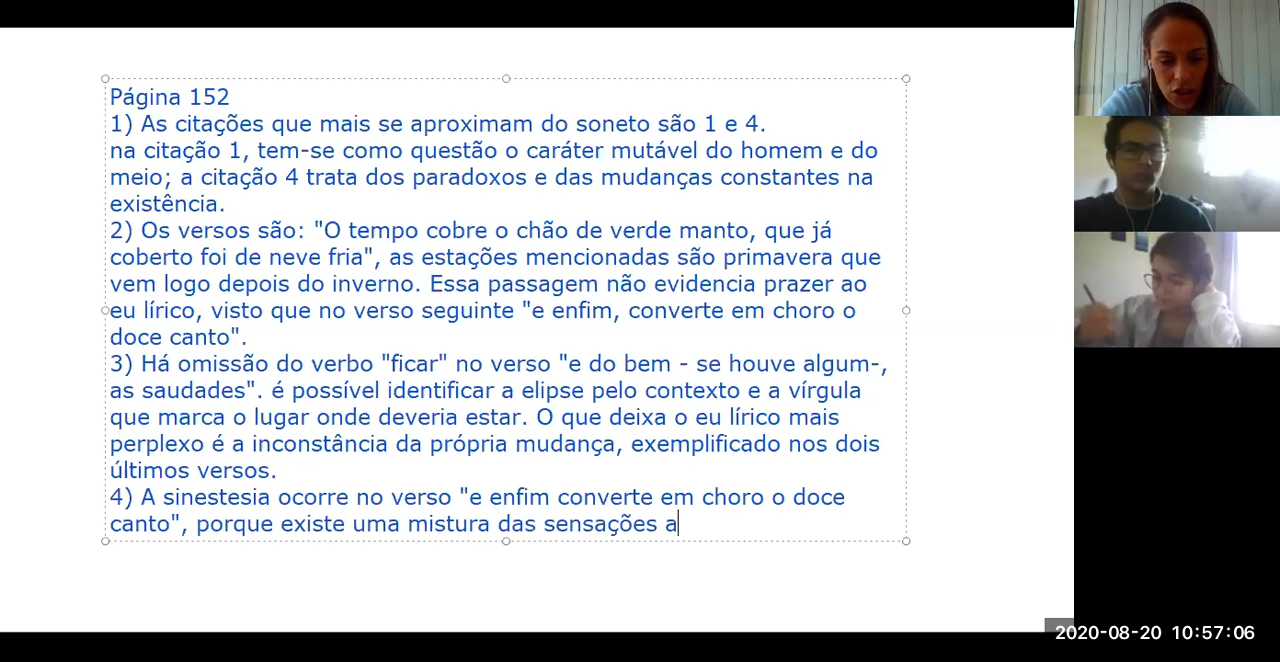 Página 152
1) As citações que mais se aproximam do soneto são 1 e 4.
na citação 1, tem-se como questão o caráter mutável do homem e do
meio; a citação 4 trata dos paradoxos e das mudanças constantes na
existência.
2) Os versos são: "O tempo cobre o chão de verde manto, que já
coberto foi de neve fria", as estações mencionadas são primavera que
vem logo depois do inverno. Essa passagem não evidencia prazer ao
eu lírico, visto que no verso seguinte "e enfim, converte em choro o
doce canto".
3) Há omissão do verbo "ficar" no verso "e do bem - se houve algum-,
as saudades". é possível identificar a elipse pelo contexto e a vírgula
que marca o lugar onde deveria estar. O que deixa o eu lírico mais
perplexo é a inconstância da própria mudança, exemplificado nos dois
últimos versos.
4) A sinestesia ocorre no verso "e enfim converte em choro o doce
canto", porque existe uma mistura das sensações a
2020-08-20 10:57:06